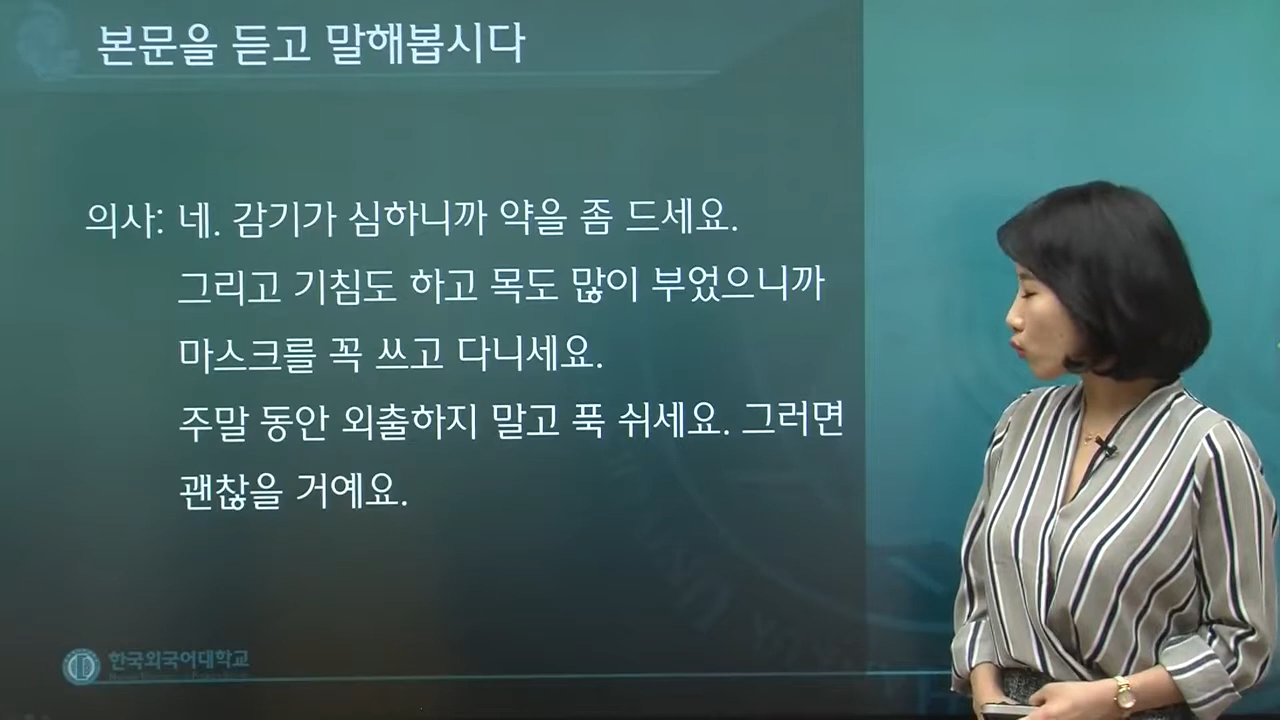 본문을 듣고 말해봅시다
의사: 네. 감기가 심하니까 약을 좀 드세요.
그리고 기침도 하고 목도 많이 부었으니까
마스크를 꼭 쓰고 다니세요.
주말 동안 외출하지 말고 푹 쉬세요. 그러면
괜찮을 거예요.
한국외국어대학교